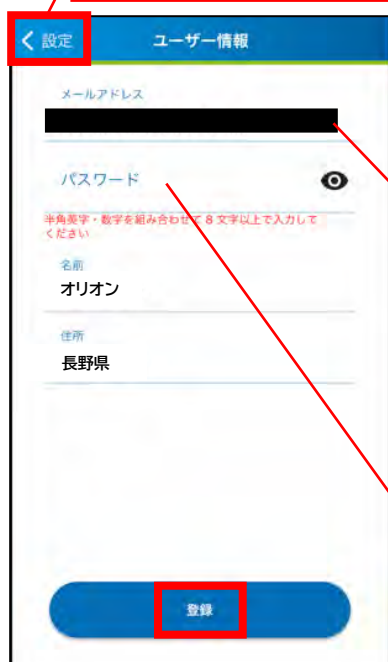 設定
ユーザー情報
メールアドレス
パスワード
半角英字・数字を組み合わせて 8 文字以上で入力して
ください
名前
オリオン
住所
長野県
登録